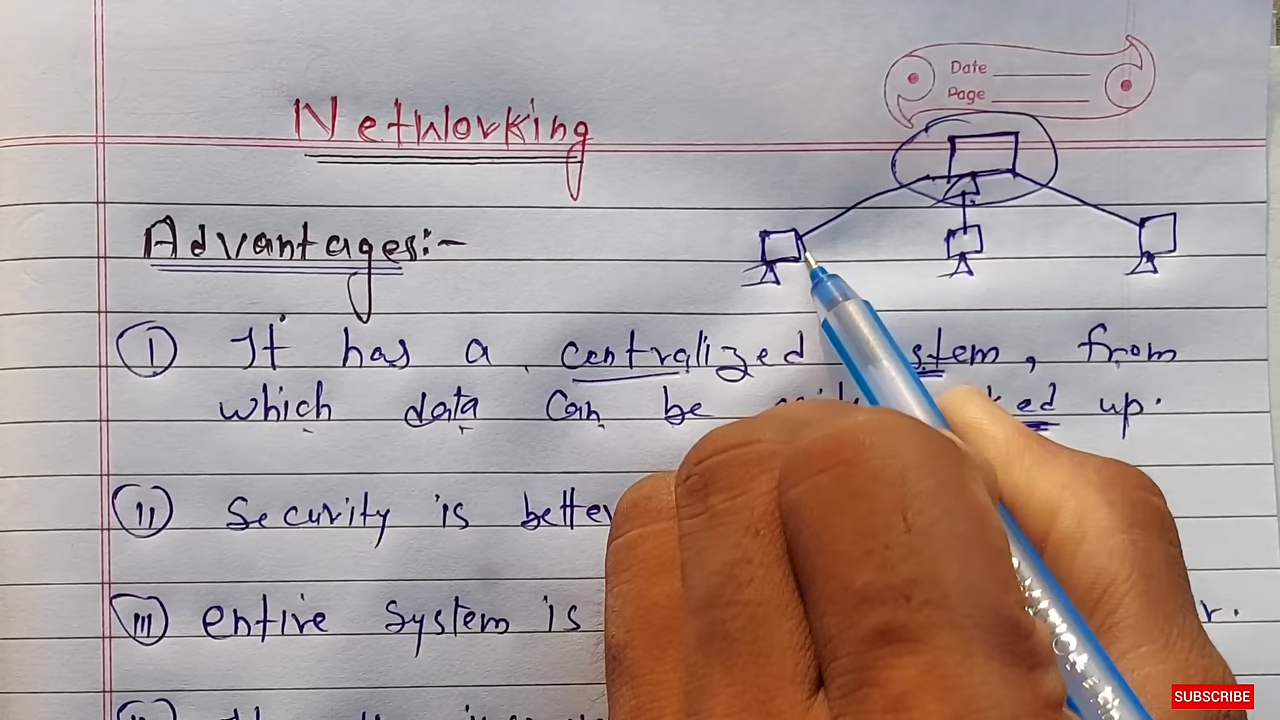 Date
Page
Networking
Advantages:-
I It has a centralized system, from
which data can be up.
II Security is better
III entire system is
SUBSCRIBE